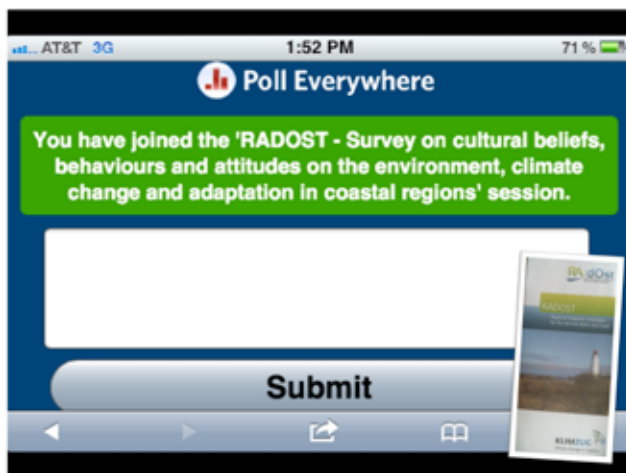 AT&T 3G 1:52 PM 71 %
Poll Everywhere
You have joined the 'RADOST - Survey on cultural beliefs,
behaviours and attitudes on the environment, climate
change and adaptation in coastal regions' session.
RAdOst
RADOST
Submit
KLIMZUG